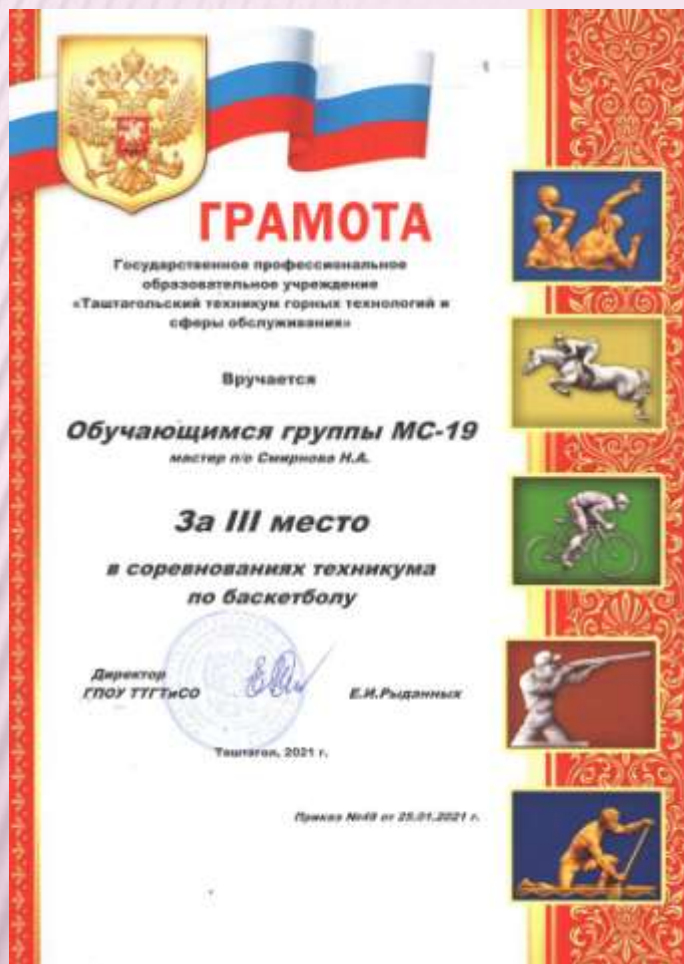 ГРАМОТА
Государственное профессиональное
образовательное учреждение
«Таштагольский техникум горных технологий и
сферы обслуживания»
Вручается
Обучающимся группы МС-19
мастер п/о Смирнова Н.А.
За III место
в соревнованиях техникума
по баскетболу
Директор
ГПОУ ТТГТиСО
Е.И.Рыданных
Таштагол, 2021 г.
Приказ №48 от 25.01.2021 г.